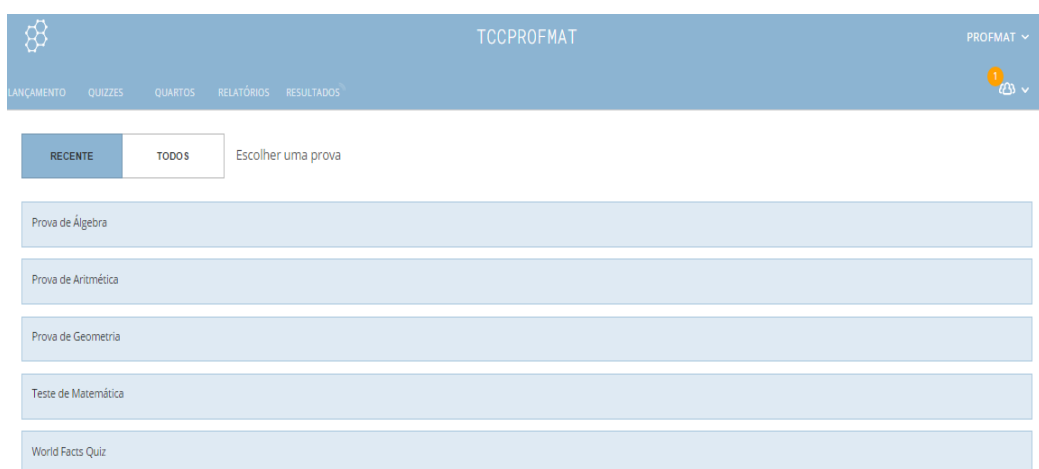 TCCPROFMAT
PROFMAT
1
LANÇAMENTO QUIZZES QUARTOS RELATÓRIOS RESULTADOS
RECENTE TODOS Escolher uma prova
Prova de Álgebra
Prova de Aritmética
Prova de Geometria
Teste de Matemática
World Facts Quiz